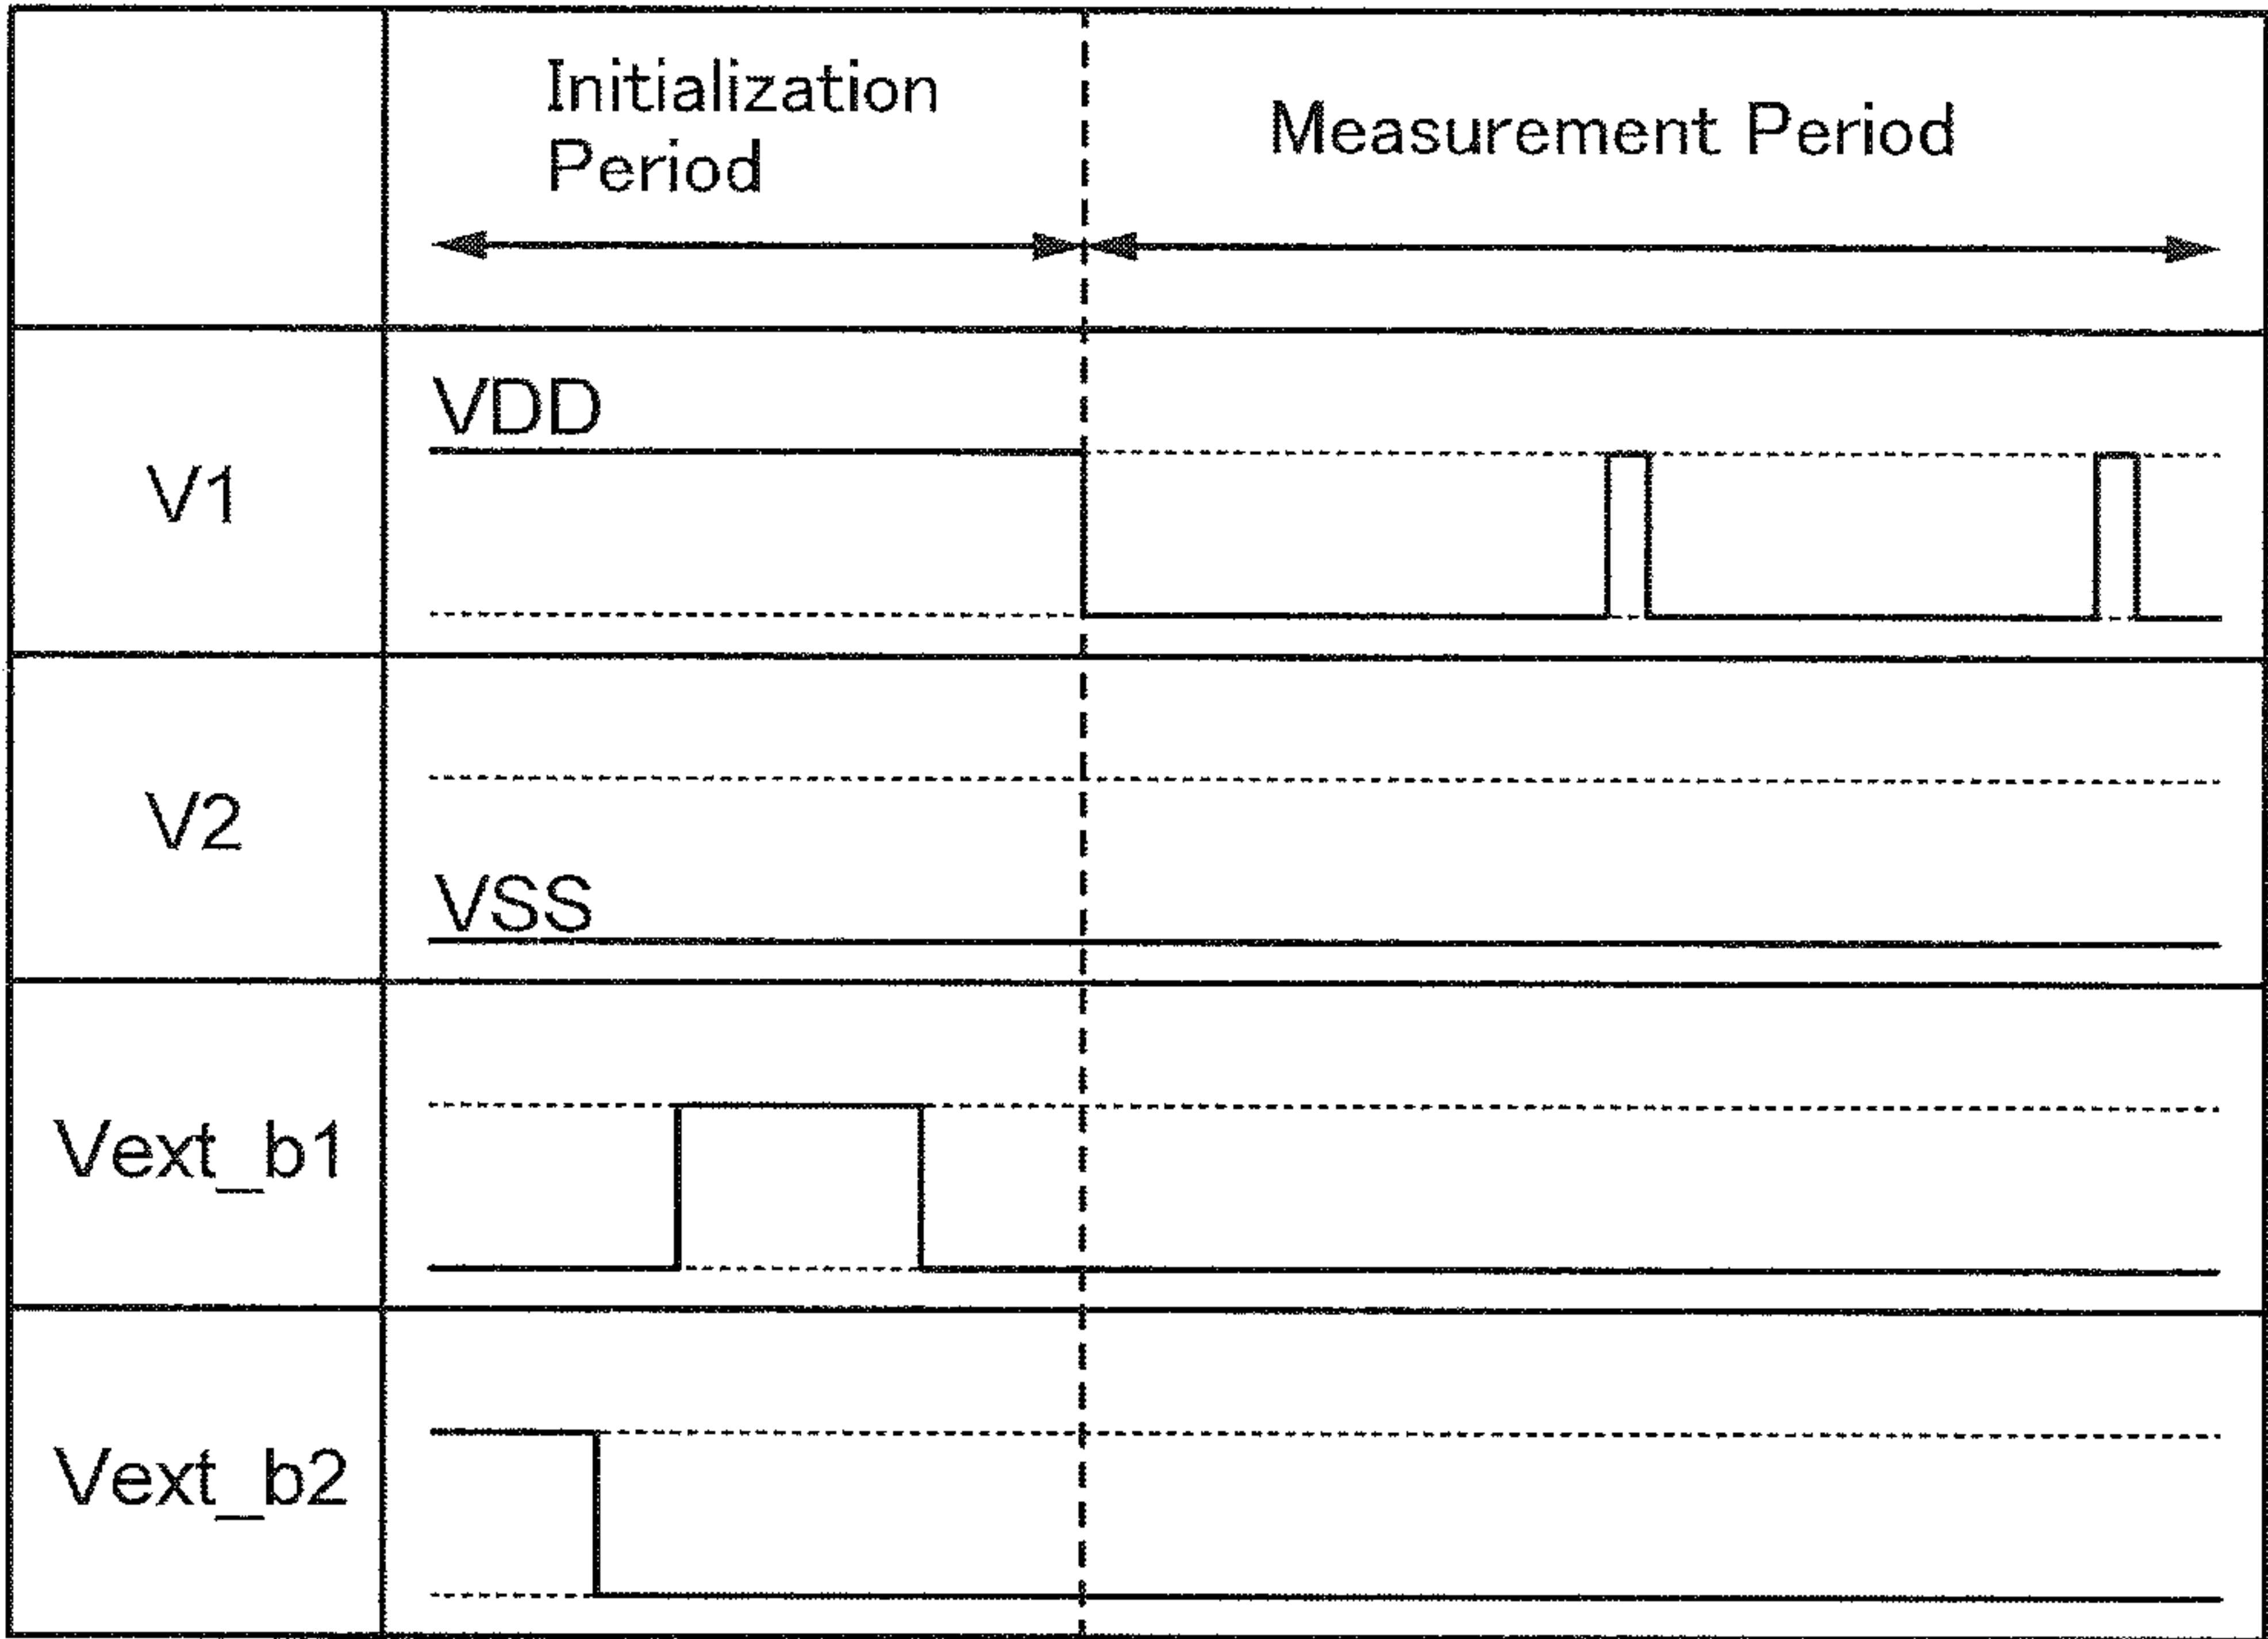 Initialization
Period
Measurement Period
VDD
V1
V2
VSS
Vext_b1
Vext_b2